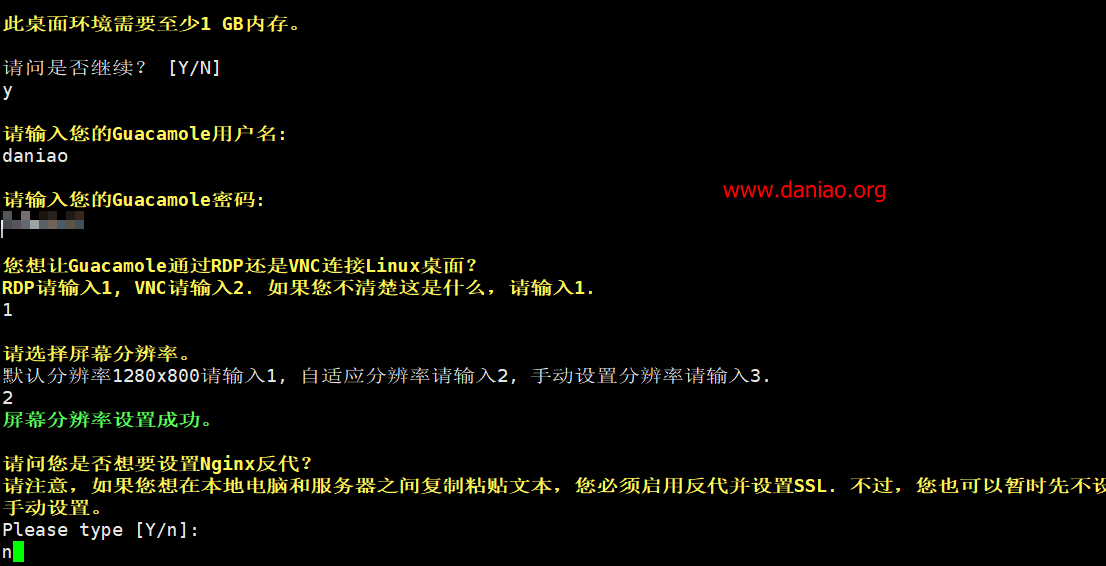 此桌面环境需要至少1 GB内存。
请问是否继续? [Y/N]
y
请输入您的Guacamole用户名:
daniao
www.daniao.org
请输入您的Guacamole密码:
您想让Guacamole通过RDP还是VNC连接Linux桌面?
RDP请输入1, VNC请输入2. 如果您不清楚这是什么，请输入1.
1
请选择屏幕分辨率。
默认分辨率1280x800请输入1, 自适应分辨率请输入2, 手动设置分辨率请输入3.
2
屏幕分辨率设置成功。
请问您是否想要设置Nginx反代?
请注意，如果您想在本地电脑和服务器之间复制粘贴文本，您必须启用反代并设置SSL. 不过，您也可以暂时先不设
手动设置。
Please type [Y/n]:
n